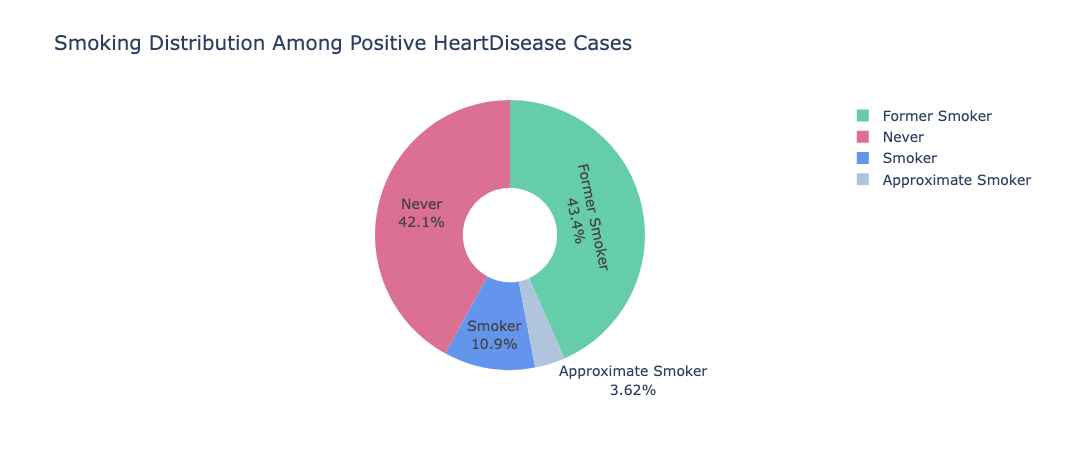 Smoking Distribution Among Positive HeartDisease Cases
Former Smoker
43.4%
Never
42.1%
Smoker
10.9%
Approximate Smoker
3.62%
Former Smoker
Never
Smoker
Approximate Smoker